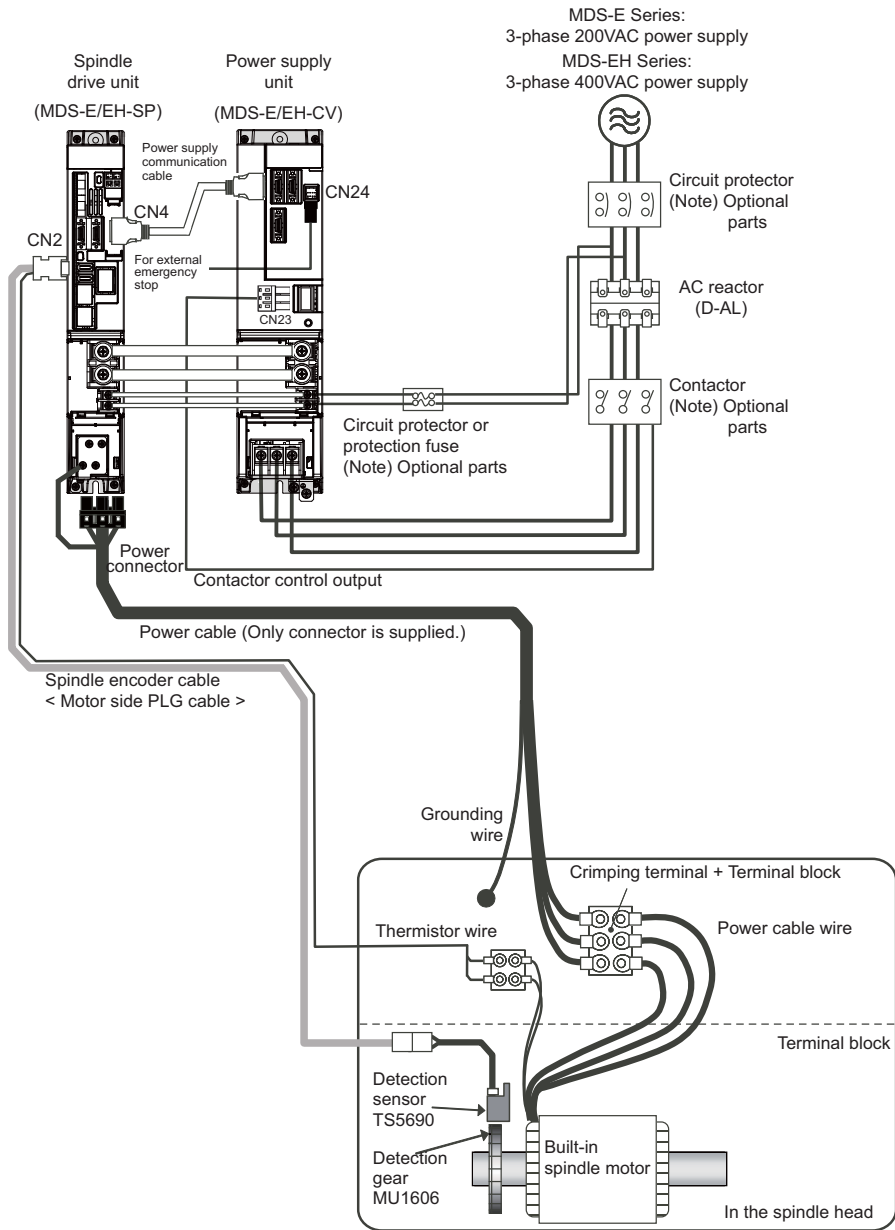 MDS-E Series:
3-phase 200VAC power supply
MDS-EH Series:
3-phase 400VAC power supply
Spindle
drive unit
(MDS-E/EH-SP)
Power supply
unit
(MDS-E/EH-CV)
Power supply
communication
cable
CN24
CN4
CN2
For external
emergency
stop
CN23
Circuit protector
(Note) Optional
parts
AC reactor
(D-AL)
Contactor
(Note) Optional
parts
Circuit protector or
protection fuse
(Note) Optional parts
Power
connector
Contactor control output
Power cable (Only connector is supplied.)
Spindle encoder cable
< Motor side PLG cable >
Grounding
wire
Crimping terminal + Terminal block
Thermistor wire
Power cable wire
Terminal block
Detection
sensor
TS5690
Detection
gear
MU1606
Built-in
spindle motor
In the spindle head